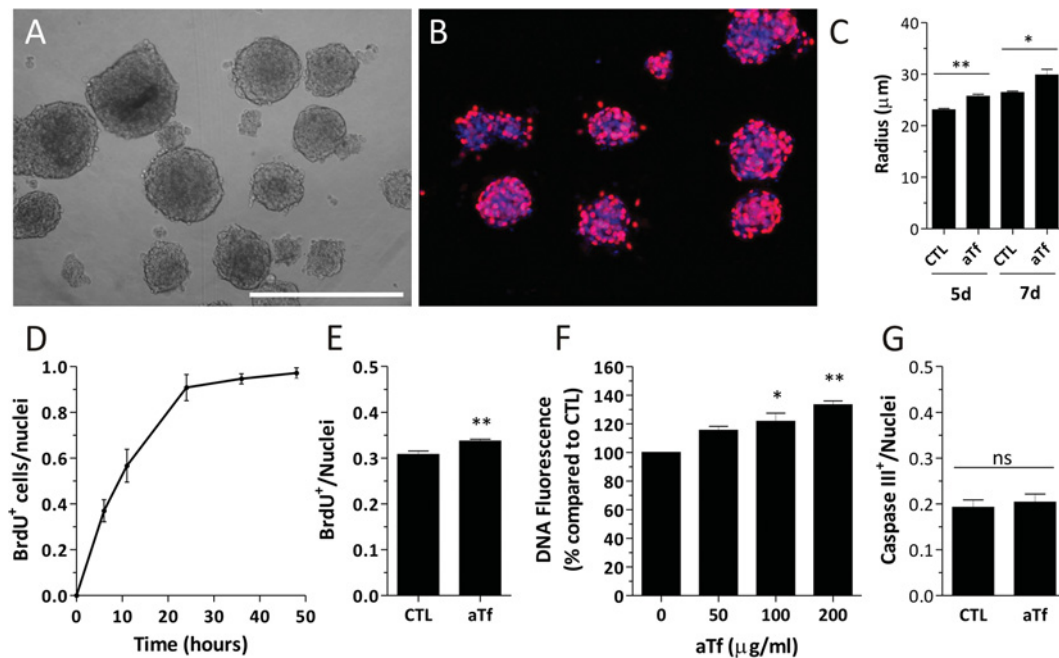 A
B
C
Radius (μm)
40
30
20
10
0
**
*
CTL
aTf
CTL
aTf
5d
7d
D
BrdU⁺ cells/nuclei
1.0
0.8
0.6
0.4
0.2
0.0
0 10 20 30 40 50
Time (hours)
E
BrdU⁺/Nuclei
0.5
0.4
0.3
0.2
0.1
0.0
**
CTL aTf
F
DNA Fluorescence
(% compared to CTL)
160
140
120
100
80
60
40
20
0
*
**
0 50 100 200
aTf (μg/ml)
G
Caspase III⁺/Nuclei
0.5
0.4
0.3
0.2
0.1
0.0
ns
CTL aTf